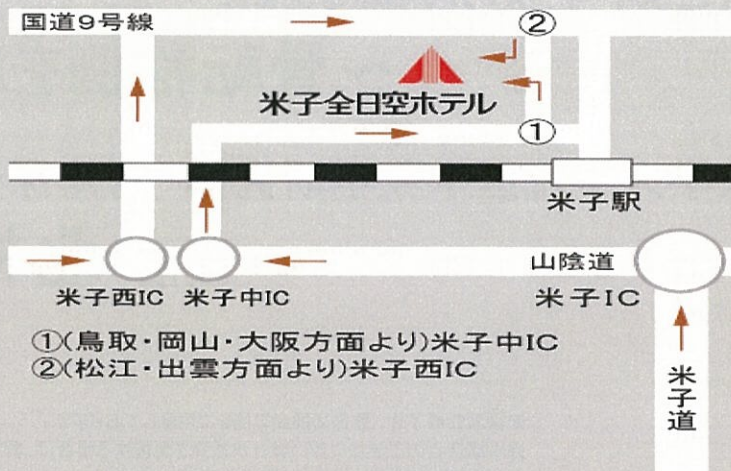 国道9号線
②
米子全日空ホテル
①
米子駅
山陰道
米子西IC
米子中IC
米子IC
①(鳥取・岡山・大阪方面より)米子中IC
②(松江・出雲方面より)米子西IC
米子道